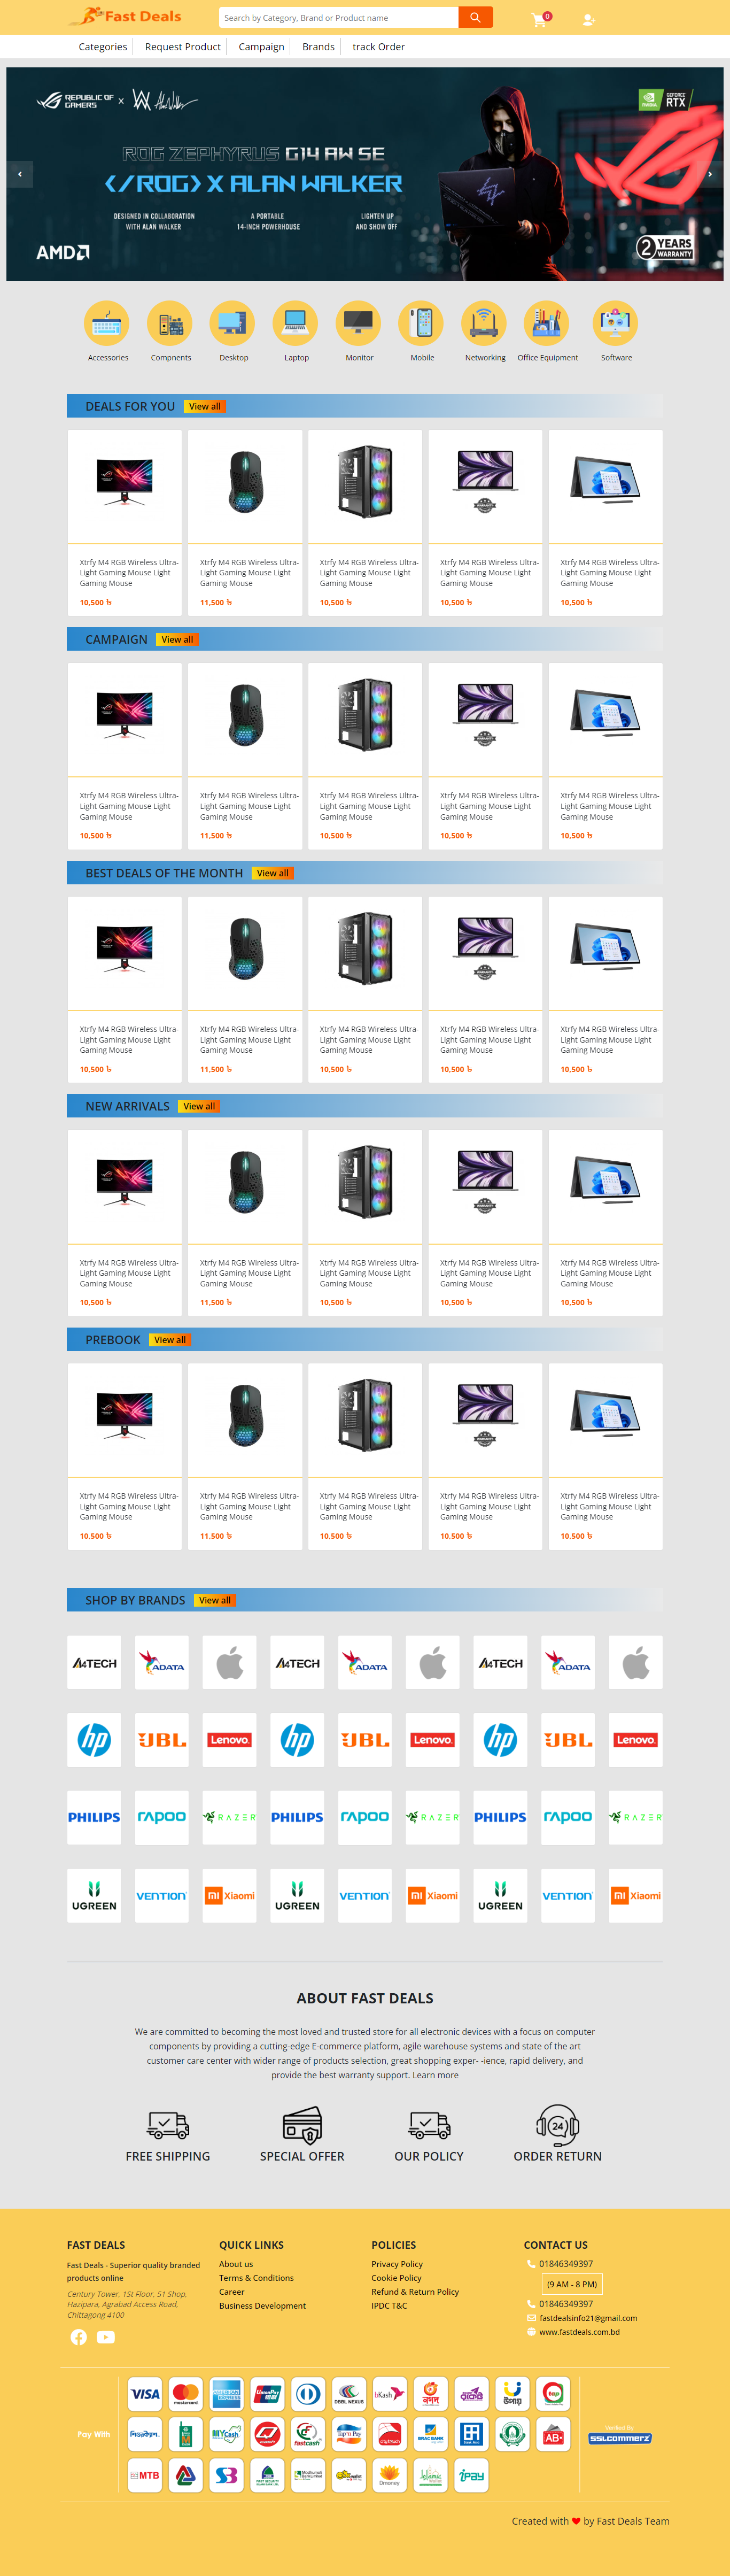 Fast Deals
Search by Category, Brand or Product name
0
Categories
Request Product
Campaign
Brands
track Order
REPUBLIC OF
GAMERS
X
Alan Walker
GEFORCE
RTX
NVIDIA
ROG ZEPHYRUS G14 AW SE
</ROG> X ALAN WALKER
DESIGNED IN COLLABORATION
WITH ALAN WALKER
A PORTABLE
14-INCH POWERHOUSE
LIGHTEN UP
AND SHOW OFF
AMD
2 YEARS
WARRANTY
Accessories
Compnents
Desktop
Laptop
Monitor
Mobile
Networking
Office Equipment
Software
DEALS FOR YOU
View all
Xtrfy M4 RGB Wireless Ultra-
Light Gaming Mouse Light
Gaming Mouse
10,500 ৳
Xtrfy M4 RGB Wireless Ultra-
Light Gaming Mouse Light
Gaming Mouse
11,500 ৳
Xtrfy M4 RGB Wireless Ultra-
Light Gaming Mouse Light
Gaming Mouse
10,500 ৳
Xtrfy M4 RGB Wireless Ultra-
Light Gaming Mouse Light
Gaming Mouse
10,500 ৳
Xtrfy M4 RGB Wireless Ultra-
Light Gaming Mouse Light
Gaming Mouse
10,500 ৳
CAMPAIGN
View all
Xtrfy M4 RGB Wireless Ultra-
Light Gaming Mouse Light
Gaming Mouse
10,500 ৳
Xtrfy M4 RGB Wireless Ultra-
Light Gaming Mouse Light
Gaming Mouse
11,500 ৳
Xtrfy M4 RGB Wireless Ultra-
Light Gaming Mouse Light
Gaming Mouse
10,500 ৳
Xtrfy M4 RGB Wireless Ultra-
Light Gaming Mouse Light
Gaming Mouse
10,500 ৳
Xtrfy M4 RGB Wireless Ultra-
Light Gaming Mouse Light
Gaming Mouse
10,500 ৳
BEST DEALS OF THE MONTH
View all
Xtrfy M4 RGB Wireless Ultra-
Light Gaming Mouse Light
Gaming Mouse
10,500 ৳
Xtrfy M4 RGB Wireless Ultra-
Light Gaming Mouse Light
Gaming Mouse
11,500 ৳
Xtrfy M4 RGB Wireless Ultra-
Light Gaming Mouse Light
Gaming Mouse
10,500 ৳
Xtrfy M4 RGB Wireless Ultra-
Light Gaming Mouse Light
Gaming Mouse
10,500 ৳
Xtrfy M4 RGB Wireless Ultra-
Light Gaming Mouse Light
Gaming Mouse
10,500 ৳
NEW ARRIVALS
View all
Xtrfy M4 RGB Wireless Ultra-
Light Gaming Mouse Light
Gaming Mouse
10,500 ৳
Xtrfy M4 RGB Wireless Ultra-
Light Gaming Mouse Light
Gaming Mouse
11,500 ৳
Xtrfy M4 RGB Wireless Ultra-
Light Gaming Mouse Light
Gaming Mouse
10,500 ৳
Xtrfy M4 RGB Wireless Ultra-
Light Gaming Mouse Light
Gaming Mouse
10,500 ৳
Xtrfy M4 RGB Wireless Ultra-
Light Gaming Mouse Light
Gaming Mouse
10,500 ৳
PREBOOK
View all
Xtrfy M4 RGB Wireless Ultra-
Light Gaming Mouse Light
Gaming Mouse
10,500 ৳
Xtrfy M4 RGB Wireless Ultra-
Light Gaming Mouse Light
Gaming Mouse
11,500 ৳
Xtrfy M4 RGB Wireless Ultra-
Light Gaming Mouse Light
Gaming Mouse
10,500 ৳
Xtrfy M4 RGB Wireless Ultra-
Light Gaming Mouse Light
Gaming Mouse
10,500 ৳
Xtrfy M4 RGB Wireless Ultra-
Light Gaming Mouse Light
Gaming Mouse
10,500 ৳
SHOP BY BRANDS
View all
A4TECH
ADATA
A4TECH
ADATA
A4TECH
ADATA
hp
JBL
Lenovo
hp
JBL
Lenovo
hp
JBL
Lenovo
PHILIPS
rapoo
RAZER
PHILIPS
rapoo
RAZER
PHILIPS
rapoo
RAZER
UGREEN
VENTION
mi Xiaomi
UGREEN
VENTION
mi Xiaomi
UGREEN
VENTION
mi Xiaomi
ABOUT FAST DEALS
We are committed to becoming the most loved and trusted store for all electronic devices with a focus on computer
components by providing a cutting-edge E-commerce platform, agile warehouse systems and state of the art
customer care center with wider range of products selection, great shopping exper- -ience, rapid delivery, and
provide the best warranty support. Learn more
24
FREE SHIPPING
SPECIAL OFFER
OUR POLICY
ORDER RETURN
FAST DEALS
Fast Deals - Superior quality branded
products online
Century Tower, 1St Floor, 51 Shop,
Hazipara, Agrabad Access Road,
Chittagong 4100
QUICK LINKS
About us
Terms & Conditions
Career
Business Development
POLICIES
Privacy Policy
Cookie Policy
Refund & Return Policy
IPDC T&C
CONTACT US
01846349397
(9 AM - 8 PM)
01846349397
fastdealsinfo21@gmail.com
www.fastdeals.com.bd
Pay With
VISA
mastercard
AMERICAN EXPRESS
UnionPay
DBBL NEXUS
bKash
নগদ
রকেট
উপায়
tap
MYCash
fastcash
Tap'n Pay
citytouch
BRAC BANK
AB
MTB
SB
iPay
Verified by
SSLCOMMERZ
Created with ❤ by Fast Deals Team